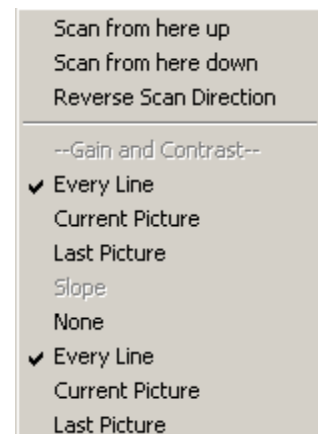 Scan from here up
Scan from here down
Reverse Scan Direction
--Gain and Contrast--
Every Line
Current Picture
Last Picture
Slope
None
Every Line
Current Picture
Last Picture